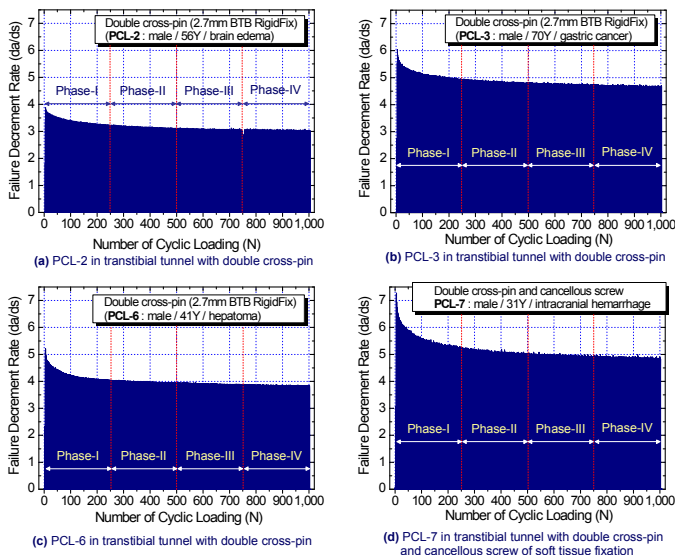 Double cross-pin (2.7mm BTB RigidFix)
(PCL-2 : male / 56Y / brain edema)
Failure Decrement Rate (da/ds)
8
7
6
5
4
3
2
1
0
Phase-I
Phase-II
Phase-III
Phase-IV
0 100 200 300 400 500 600 700 800 900 1,000
Number of Cyclic Loading (N)
(a) PCL-2 in transtibial tunnel with double cross-pin
Double cross-pin (2.7mm BTB RigidFix)
(PCL-3 : male / 70Y / gastric cancer)
Failure Decrement Rate (da/ds)
7
6
5
4
3
2
1
0
Phase-I
Phase-II
Phase-III
Phase-IV
0 100 200 300 400 500 600 700 800 900 1,000
Number of Cyclic Loading (N)
(b) PCL-3 in transtibial tunnel with double cross-pin
Double cross-pin (2.7mm BTB RigidFix)
(PCL-6 : male / 41Y / hepatoma)
Failure Decrement Rate (da/ds)
7
6
5
4
3
2
1
0
Phase-I
Phase-II
Phase-III
Phase-IV
0 100 200 300 400 500 600 700 800 900 1,000
Number of Cyclic Loading (N)
(c) PCL-6 in transtibial tunnel with double cross-pin
Double cross-pin and cancellous screw
PCL-7 : male / 31Y / intracranial hemorrhage
Failure Decrement Rate (da/ds)
7
6
5
4
3
2
1
0
Phase-I
Phase-II
Phase-III
Phase-IV
0 100 200 300 400 500 600 700 800 900 1,000
Number of Cyclic Loading (N)
(d) PCL-7 in transtibial tunnel with double cross-pin
and cancellous screw of soft tissue fixation